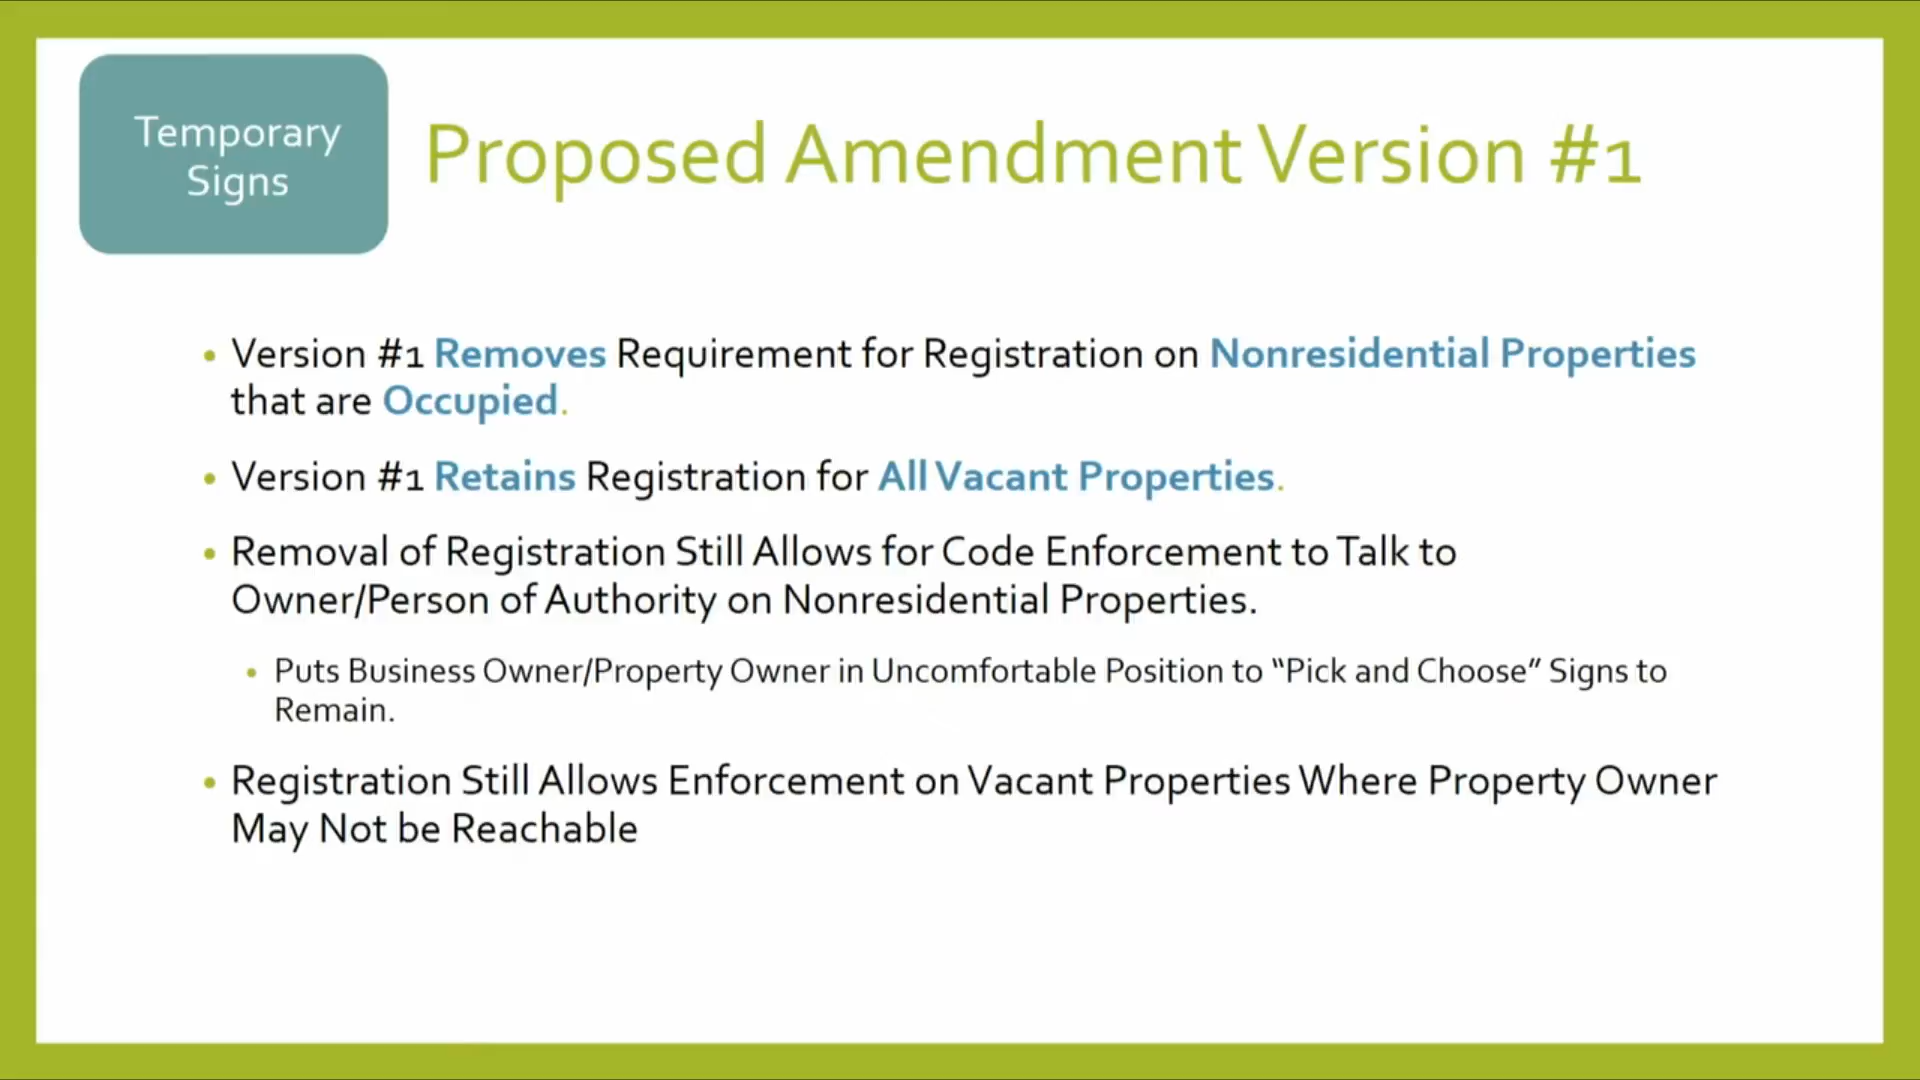 Temporary
Signs
Proposed Amendment Version #1
• Version #1 Removes Requirement for Registration on Nonresidential Properties
that are Occupied.
• Version #1 Retains Registration for All Vacant Properties.
• Removal of Registration Still Allows for Code Enforcement to Talk to
Owner/Person of Authority on Nonresidential Properties.
• Puts Business Owner/Property Owner in Uncomfortable Position to “Pick and Choose” Signs to
Remain.
• Registration Still Allows Enforcement on Vacant Properties Where Property Owner
May Not be Reachable